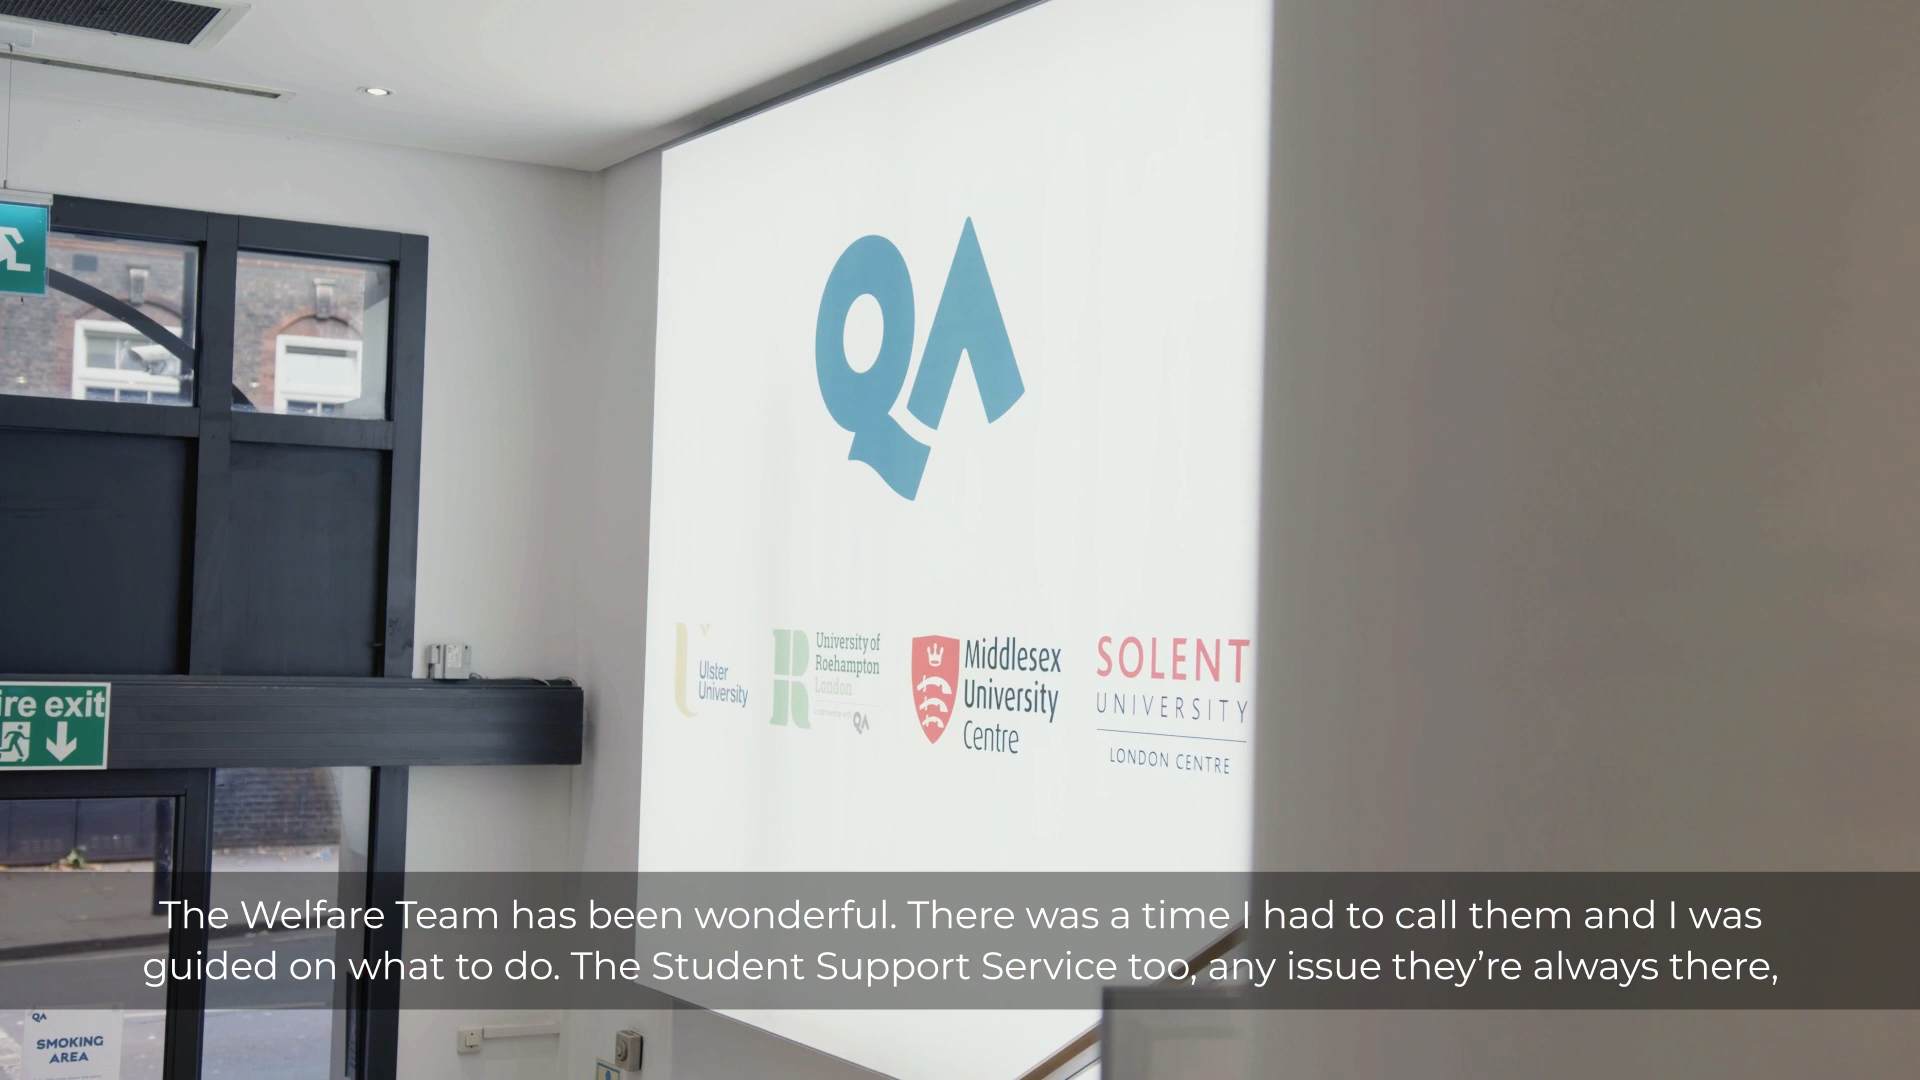 QA
Ulster
University
University of
Roehampton
London
QA
Middlesex
University
Centre
SOLENT
UNIVERSITY
LONDON CENTRE
ire exit
QA
SMOKING
AREA
The Welfare Team has been wonderful. There was a time I had to call them and I was
guided on what to do. The Student Support Service too, any issue they're always there,